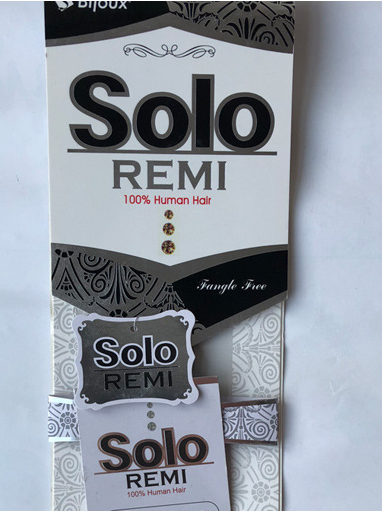 Bijoux
Solo
REMI
100% Human Hair
Tangle Free
Solo
REMI
Solo
REMI
100% Human Hair